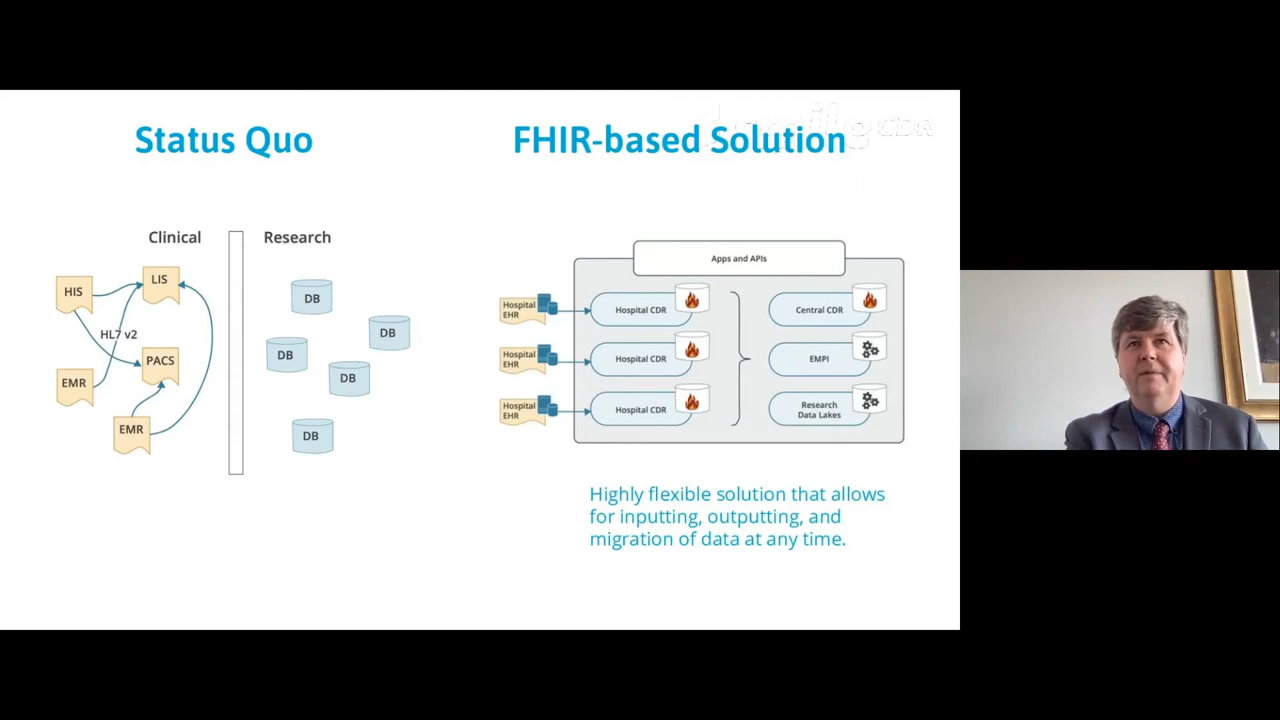 Status Quo
FHIR-based Solution
CDR
Clinical
Research
HIS
LIS
HL7 v2
PACS
EMR
EMR
DB
DB
DB
DB
DB
Apps and APIs
Hospital
EHR
Hospital CDR
Central CDR
Hospital
EHR
Hospital CDR
EMPI
Hospital
EHR
Hospital CDR
Research
Data Lakes
Highly flexible solution that allows
for inputting, outputting, and
migration of data at any time.